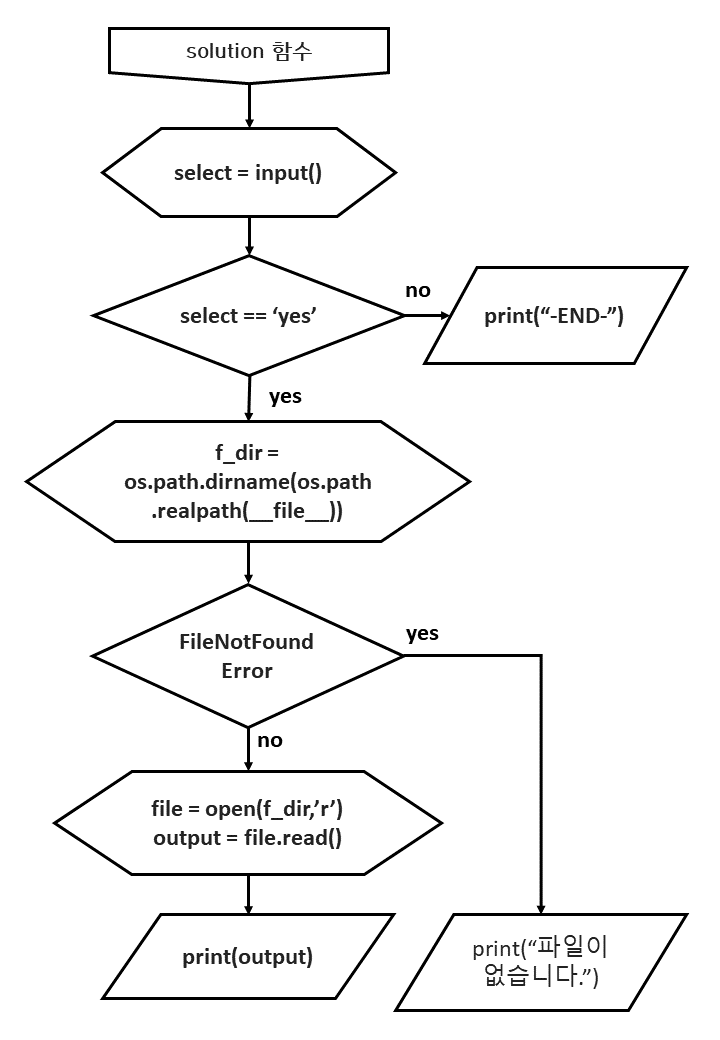 solution 함수
select = input()
select == ‘yes’
no
print(“-END-”)
yes
f_dir =
os.path.dirname(os.path
.realpath(__file__))
FileNotFound
Error
yes
no
file = open(f_dir,’r’)
output = file.read()
print(output)
print(“파일이
없습니다.”)